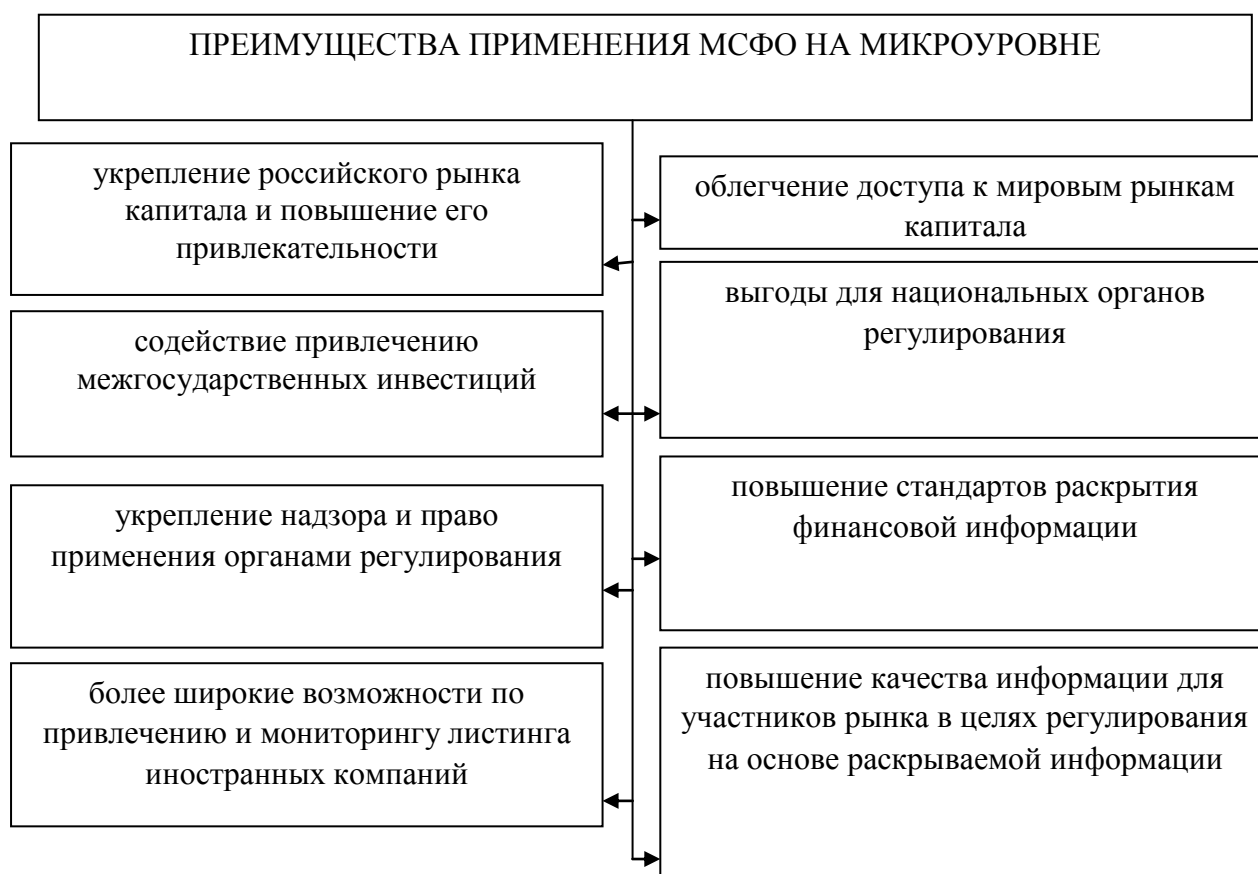 ПРЕИМУЩЕСТВА ПРИМЕНЕНИЯ МСФО НА МИКРОУРОВНЕ
укрепление российского рынка
капитала и повышение его
привлекательности
облегчение доступа к мировым рынкам
капитала
содействие привлечению
межгосударственных инвестиций
выгоды для национальных органов
регулирования
укрепление надзора и право
применения органами регулирования
повышение стандартов раскрытия
финансовой информации
более широкие возможности по
привлечению и мониторингу листинга
иностранных компаний
повышение качества информации для
участников рынка в целях регулирования
на основе раскрываемой информации